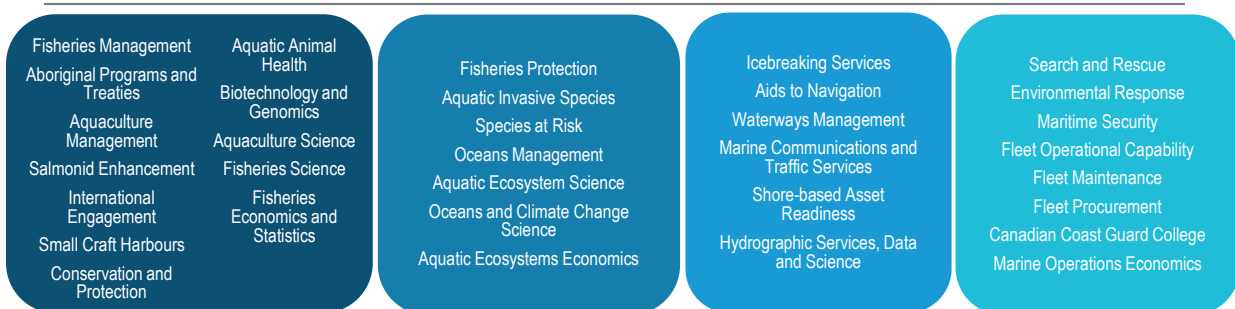 Fisheries Management
Aboriginal Programs and
Treaties
Aquaculture
Management
Salmonid Enhancement
International
Engagement
Small Craft Harbours
Conservation and
Protection
Aquatic Animal
Health
Biotechnology and
Genomics
Aquaculture Science
Fisheries Science
Fisheries
Economics and
Statistics
Fisheries Protection
Aquatic Invasive Species
Species at Risk
Oceans Management
Aquatic Ecosystem Science
Oceans and Climate Change
Science
Aquatic Ecosystems Economics
Icebreaking Services
Aids to Navigation
Waterways Management
Marine Communications and
Traffic Services
Shore-based Asset
Readiness
Hydrographic Services, Data
and Science
Search and Rescue
Environmental Response
Maritime Security
Fleet Operational Capability
Fleet Maintenance
Fleet Procurement
Canadian Coast Guard College
Marine Operations Economics